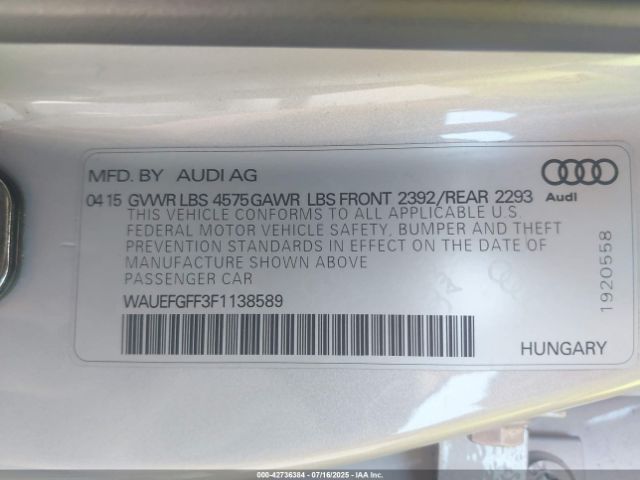 MFD. BY AUDI AG
Audi
04 15 GVWR LBS 4575 GAWR LBS FRONT 2392/REAR 2293
THIS VEHICLE CONFORMS TO ALL APPLICABLE U.S.
FEDERAL MOTOR VEHICLE SAFETY, BUMPER AND THEFT
PREVENTION STANDARDS IN EFFECT ON THE DATE OF
MANUFACTURE SHOWN ABOVE
PASSENGER CAR
WAUEFGFF3F1138589
1920558
HUNGARY
000-42736384 - 07/16/2025 - IAA Inc.